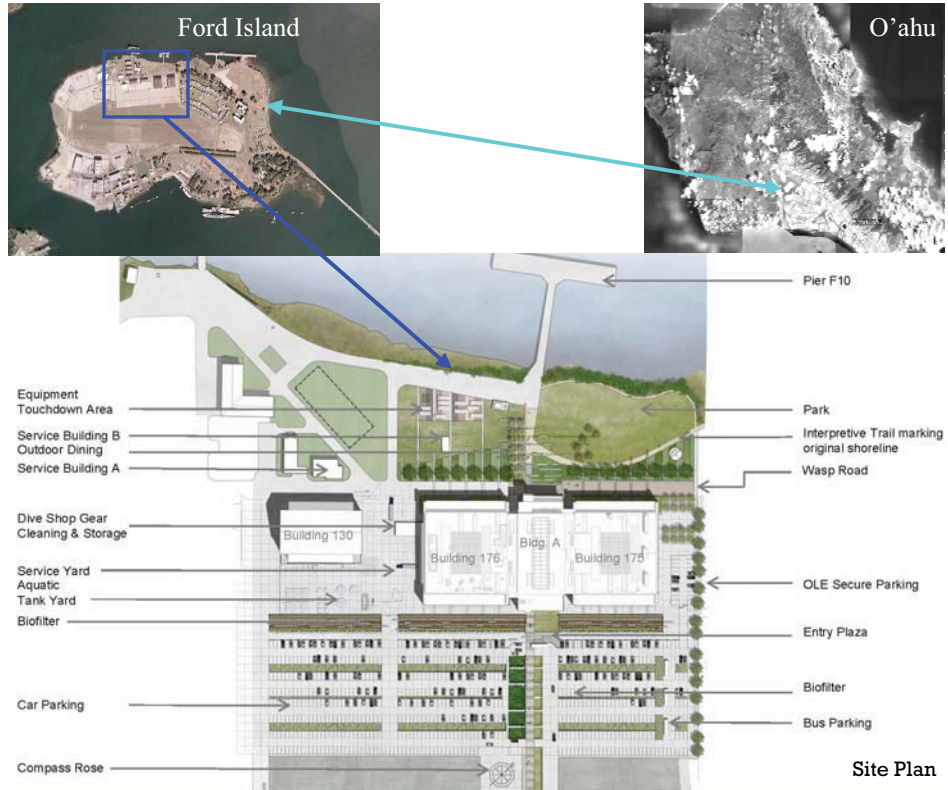 Ford Island
O’ahu
Pier F10
Equipment
Touchdown Area
Park
Service Building B
Outdoor Dining
Interpretive Trail marking
original shoreline
Service Building A
Wasp Road
Dive Shop Gear
Cleaning & Storage
Building 130
Building 176
Bldg. A
Building 175
Service Yard
Aquatic
Tank Yard
OLE Secure Parking
Biofilter
Entry Plaza
Biofilter
Car Parking
Bus Parking
Compass Rose
Site Plan